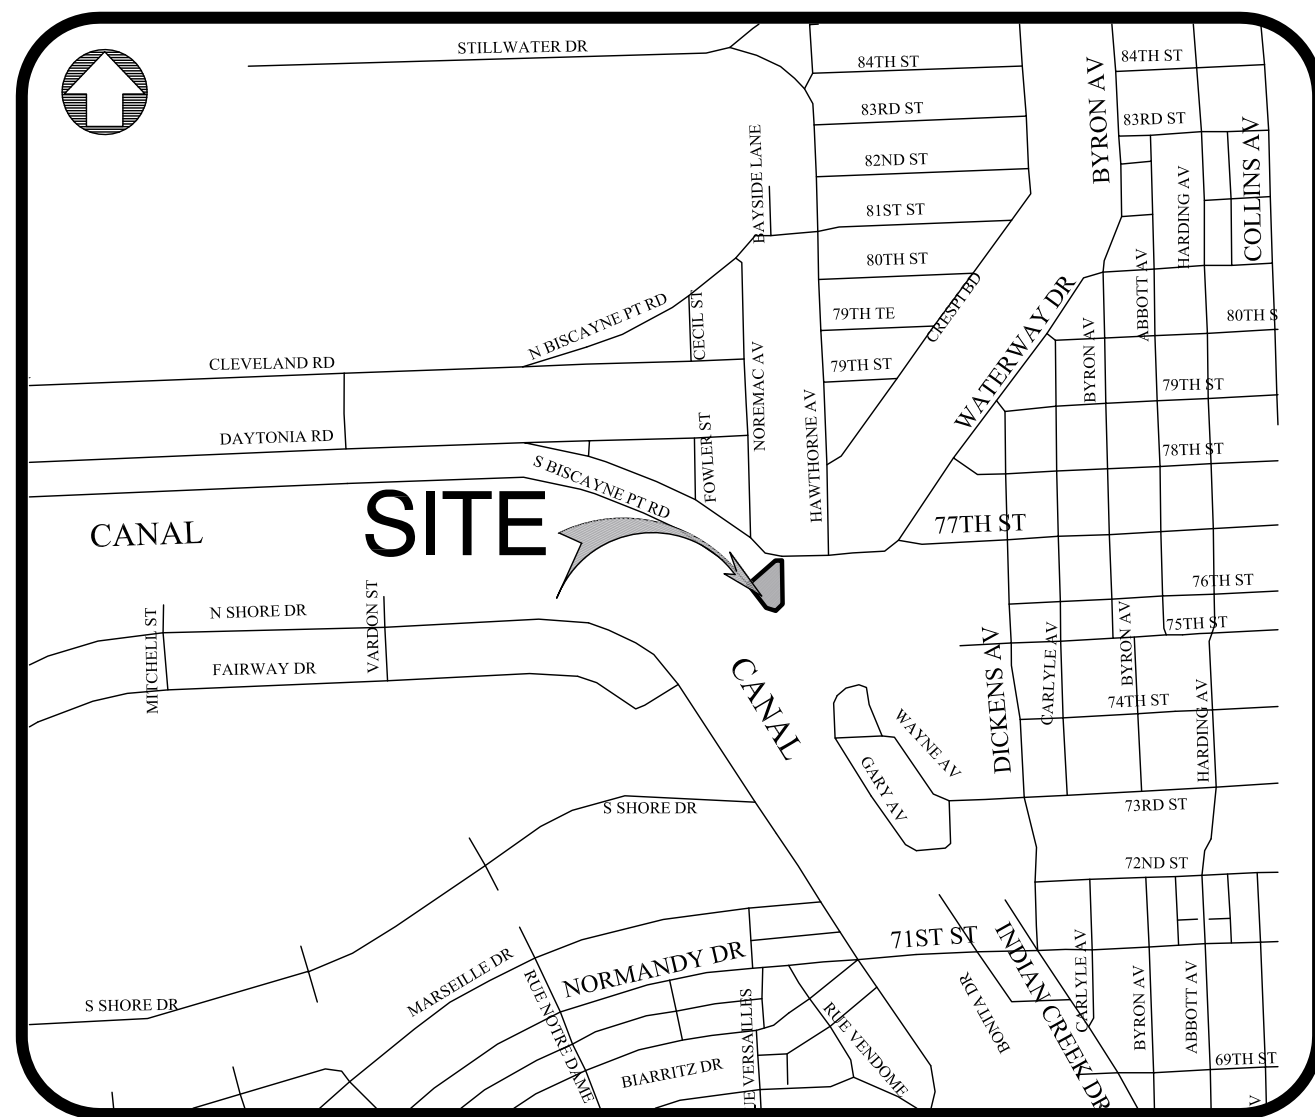 STILLWATER DR
84TH ST
84TH ST
BYRON AV
83RD ST
83RD ST
COLLINS AV
BAYSIDE LANE
82ND ST
HARDING AV
81ST ST
80TH ST
ABBOTT AV
N BISCAYNE PT RD
CECIL ST
79TH TE
CRESPI BD
WATERWAY DR
BYRON AV
80TH S
CLEVELAND RD
NOREMAC AV
79TH ST
79TH ST
HAWTHORNE AV
DAYTONIA RD
FOWLER ST
78TH ST
S BISCAYNE PT RD
CANAL
SITE
77TH ST
76TH ST
MITCHELL ST
N SHORE DR
VARDON ST
75TH ST
FAIRWAY DR
CANAL
DICKENS AV
CARLYLE AV
BYRON AV
74TH ST
HARDING AV
WAYNE AV
GARY AV
S SHORE DR
73RD ST
72ND ST
71ST ST
INDIAN CREEK DR
CARLYLE AV
MARSEILLE DR
NORMANDY DR
S SHORE DR
RUE NOTRE DAME
UE VERSAILLES
RUE VENDOME
BONITA DR
BYRON AV
ABBOTT AV
BIARRITZ DR
69TH ST
V